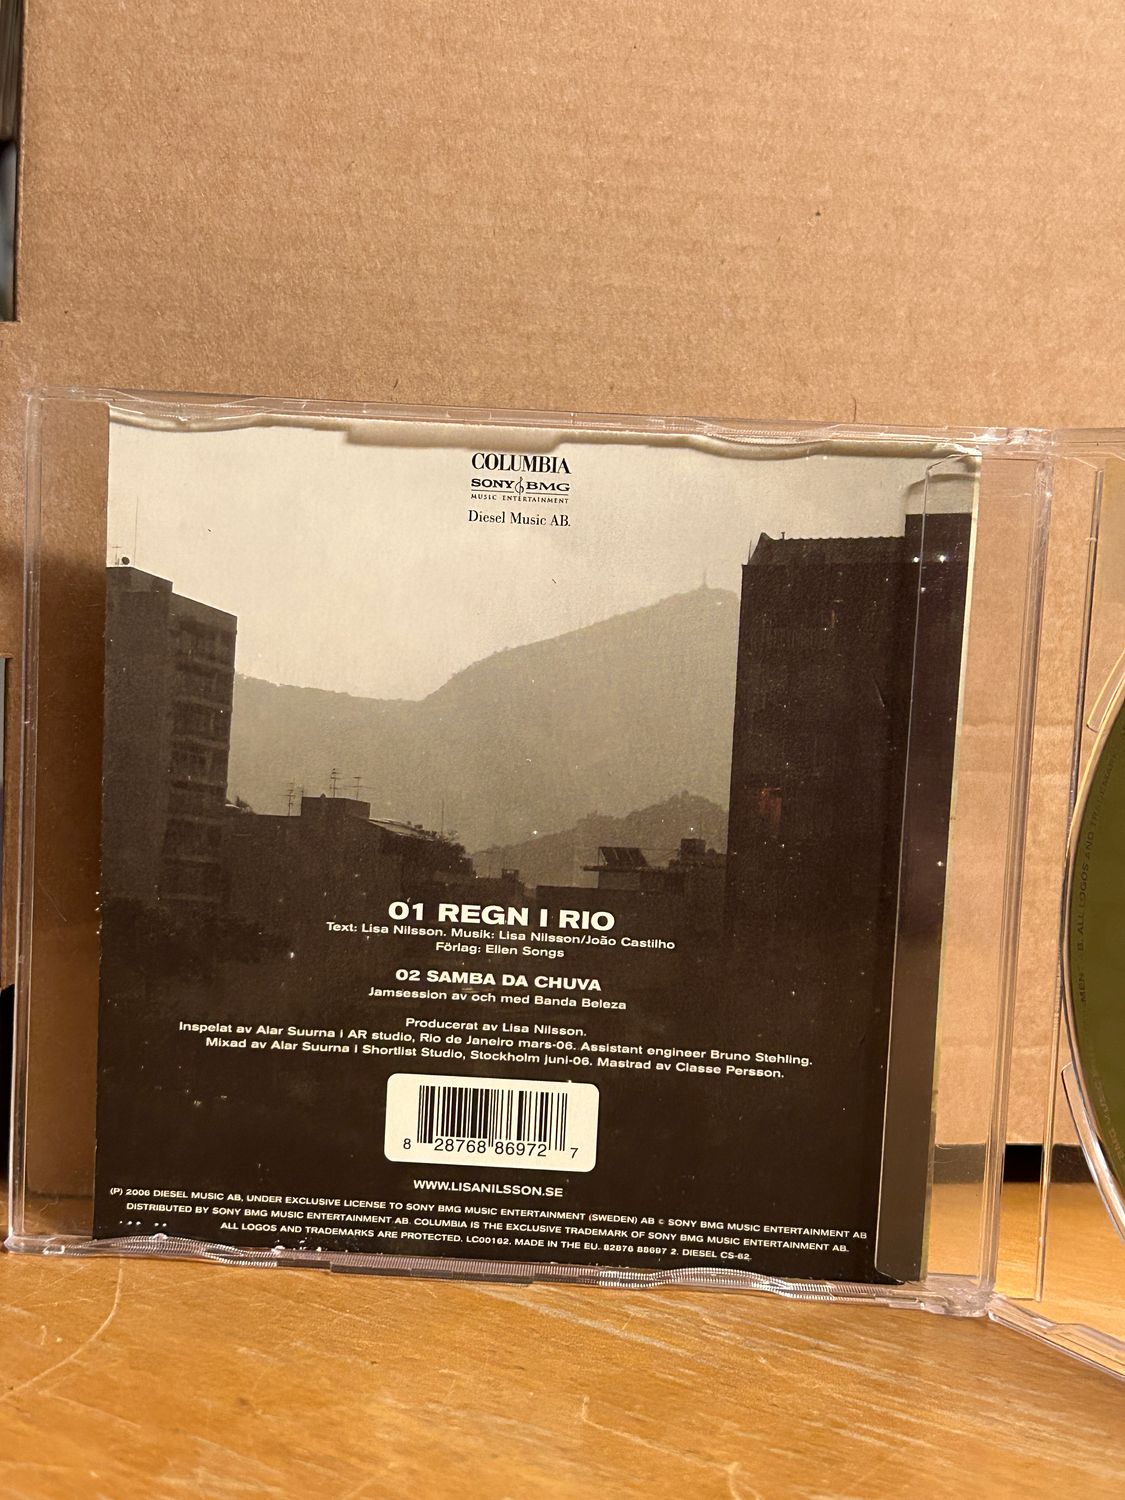 COLUMBIA
SONY BMG
MUSIC ENTERTAINMENT
Diesel Music AB.
01 REGN I RIO
Text: Lisa Nilsson. Musik: Lisa Nilsson/João Castilho
Förlag: Ellen Songs
02 SAMBA DA CHUVA
Jamsession av och med Banda Beleza
Producerat av Lisa Nilsson.
Inspelat av Alar Suurna i AR studio, Rio de Janeiro mars-06. Assistant engineer Bruno Stehling.
Mixad av Alar Suurna i Shortlist Studio, Stockholm juni-06. Mastrad av Classe Persson.
8 28768 86972 7
WWW.LISANILSSON.SE
(P) 2006 DIESEL MUSIC AB, UNDER EXCLUSIVE LICENSE TO SONY BMG MUSIC ENTERTAINMENT (SWEDEN) AB © SONY BMG MUSIC ENTERTAINMENT AB
DISTRIBUTED BY SONY BMG MUSIC ENTERTAINMENT AB. COLUMBIA IS THE EXCLUSIVE TRADEMARK OF SONY BMG MUSIC ENTERTAINMENT AB.
ALL LOGOS AND TRADEMARKS ARE PROTECTED. LC00162. MADE IN THE EU. 82876 88697 2. DIESEL CS-62.
ALL LOGOS AND